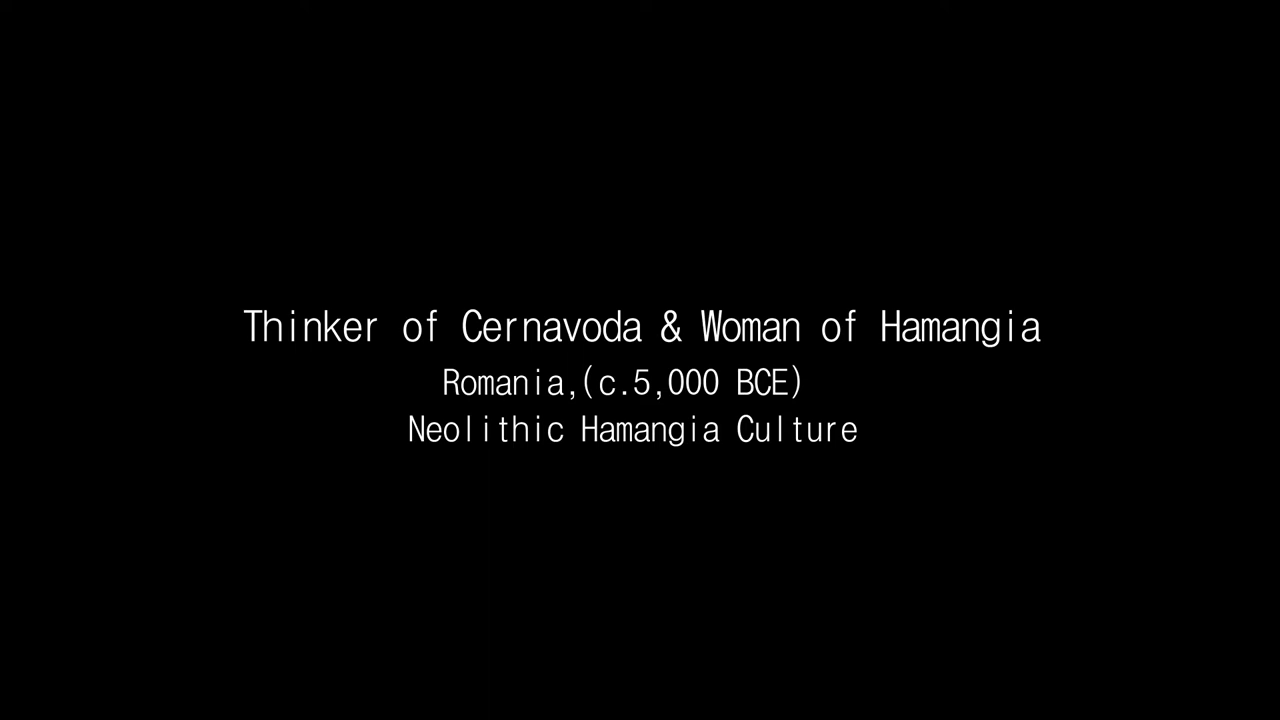 Thinker of Cernavoda & Woman of Hamangia
Romania,(c.5,000 BCE)
Neolithic Hamangia Culture